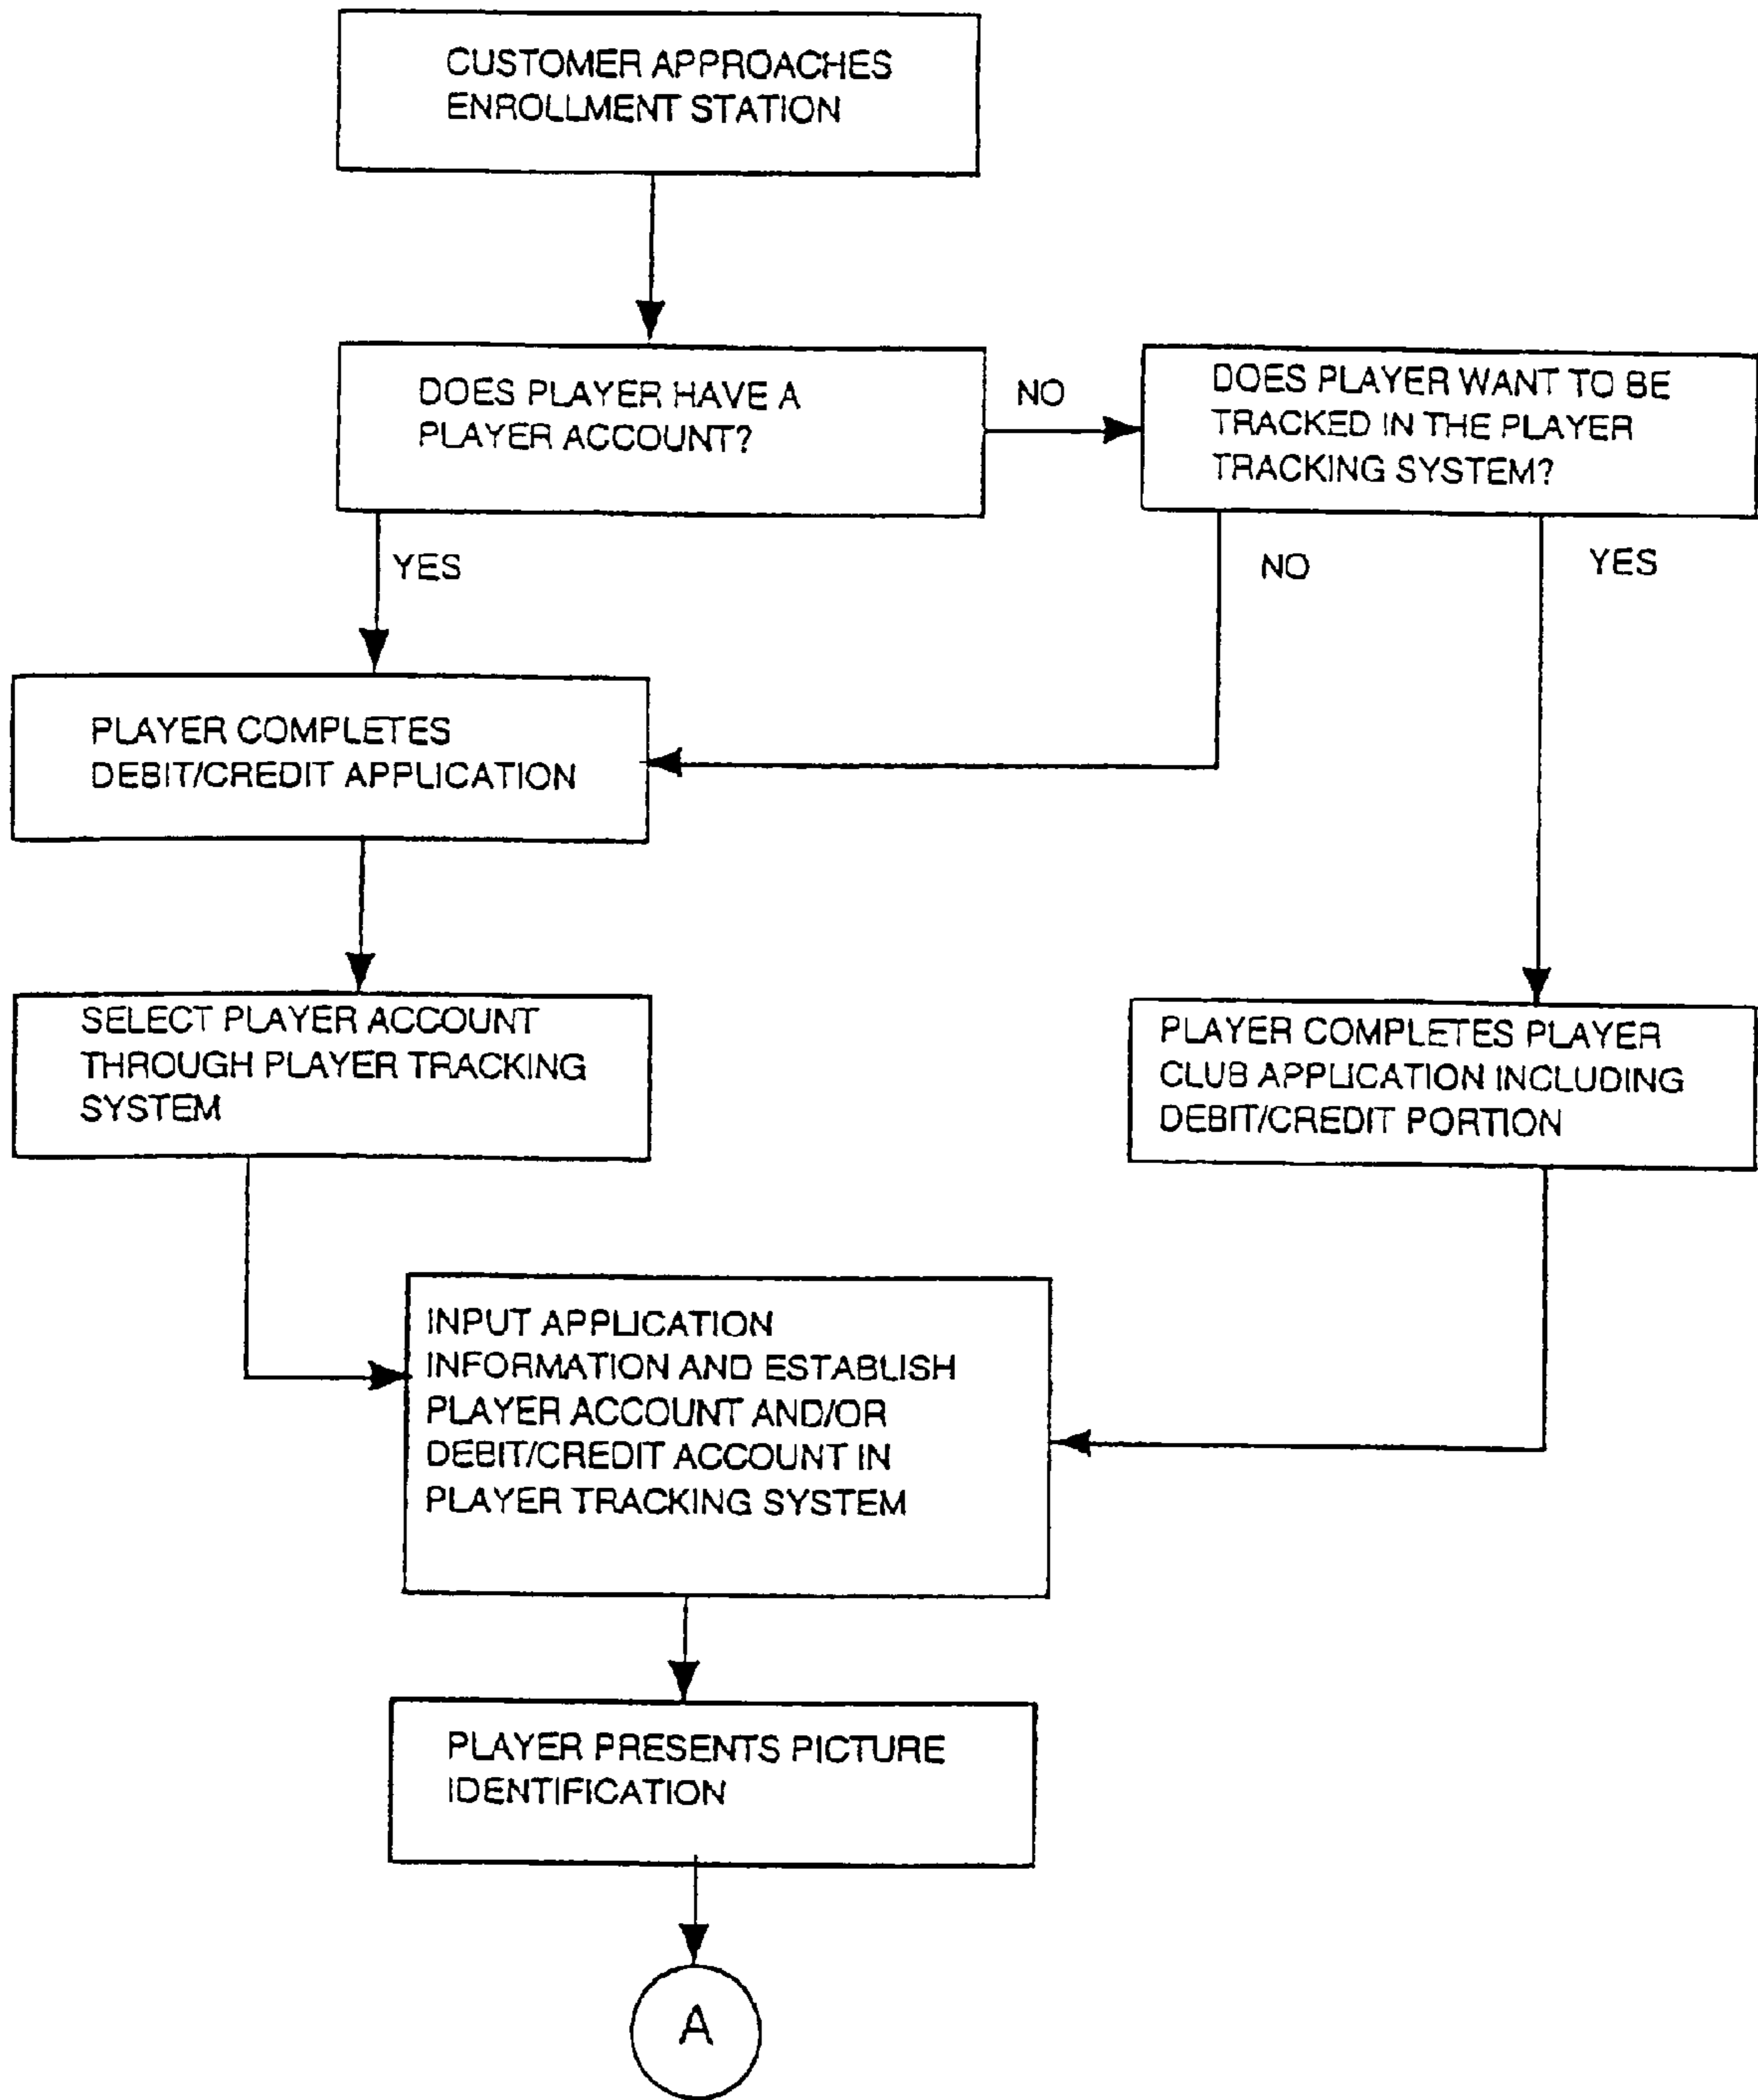 CUSTOMER APPROACHES
ENROLLMENT STATION
DOES PLAYER HAVE A
PLAYER ACCOUNT?
NO
DOES PLAYER WANT TO BE
TRACKED IN THE PLAYER
TRACKING SYSTEM?
YES
NO
YES
PLAYER COMPLETES
DEBIT/CREDIT APPLICATION
SELECT PLAYER ACCOUNT
THROUGH PLAYER TRACKING
SYSTEM
PLAYER COMPLETES PLAYER
CLUB APPLICATION INCLUDING
DEBIT/CREDIT PORTION
INPUT APPLICATION
INFORMATION AND ESTABLISH
PLAYER ACCOUNT AND/OR
DEBIT/CREDIT ACCOUNT IN
PLAYER TRACKING SYSTEM
PLAYER PRESENTS PICTURE
IDENTIFICATION
A